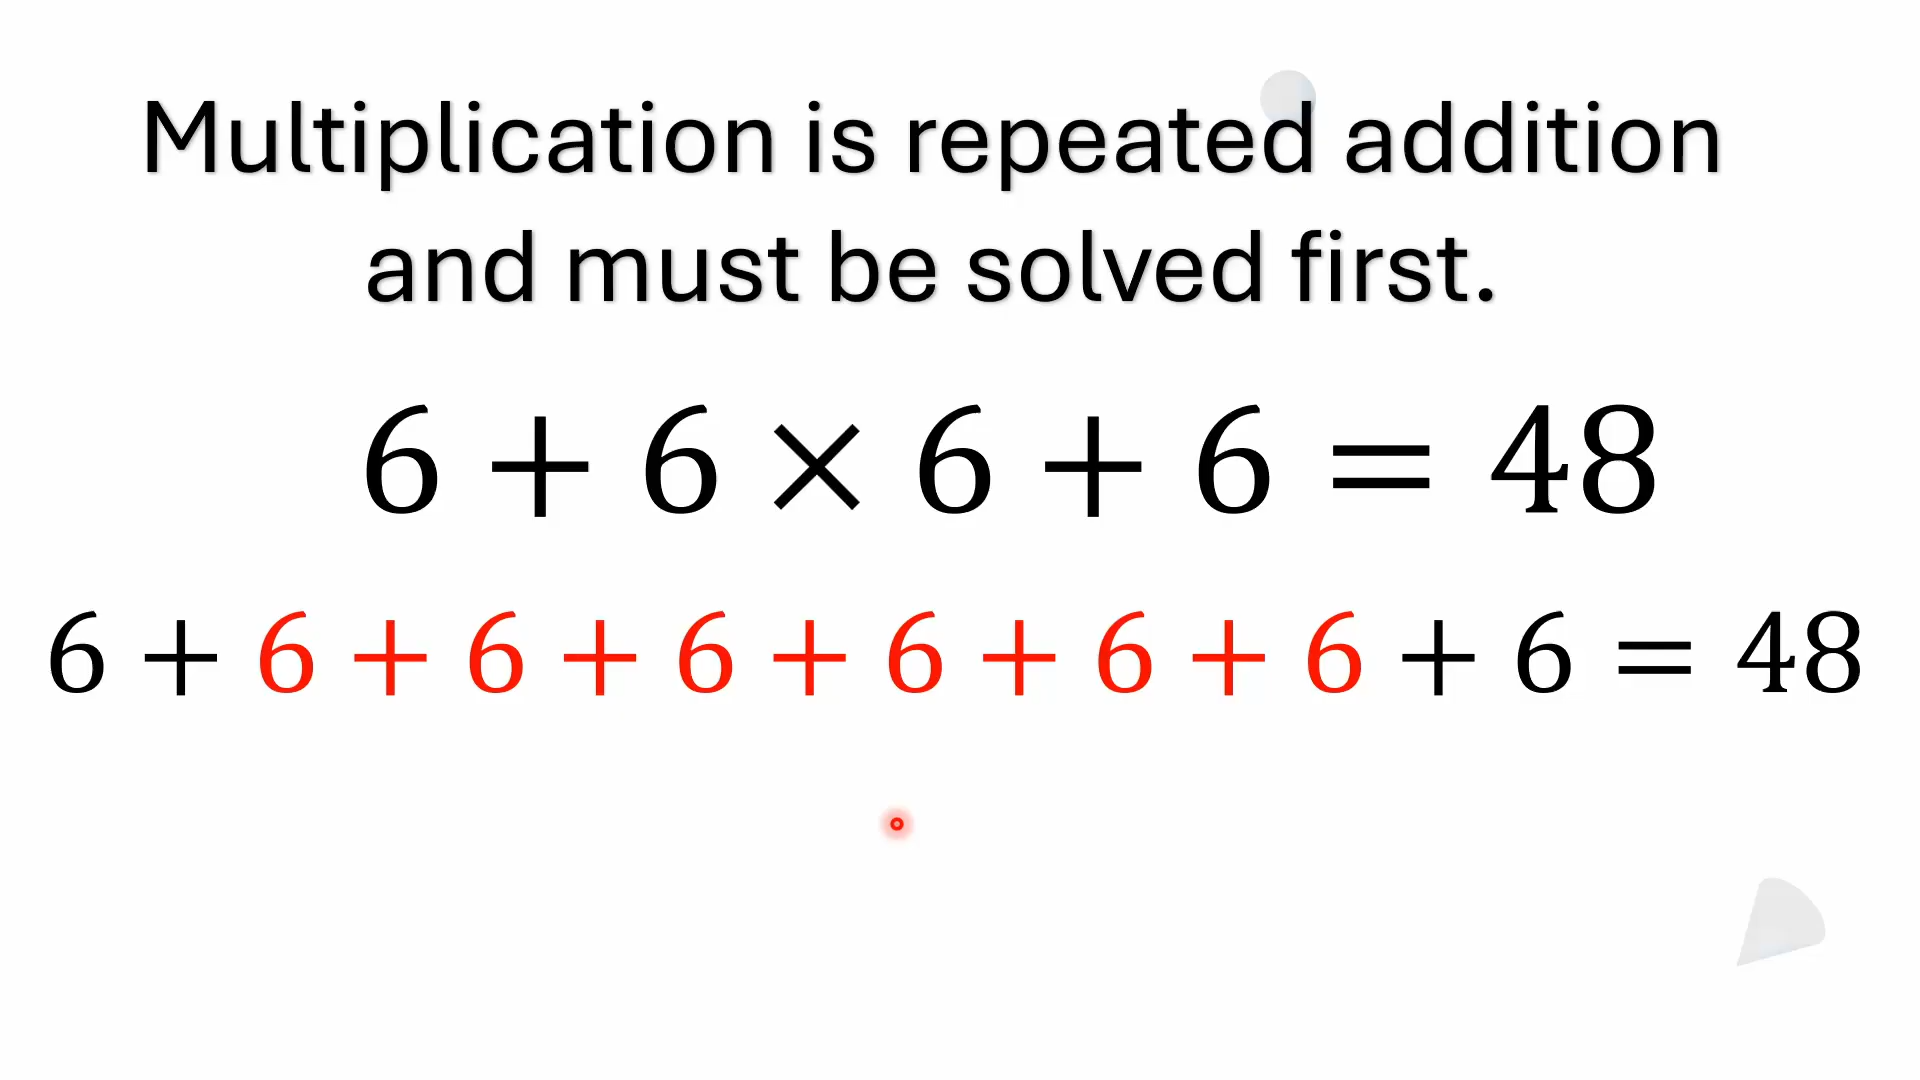 Multiplication is repeated addition
and must be solved first.
6 + 6 × 6 + 6 = 48
6 + 6 + 6 + 6 + 6 + 6 + 6 + 6 = 48